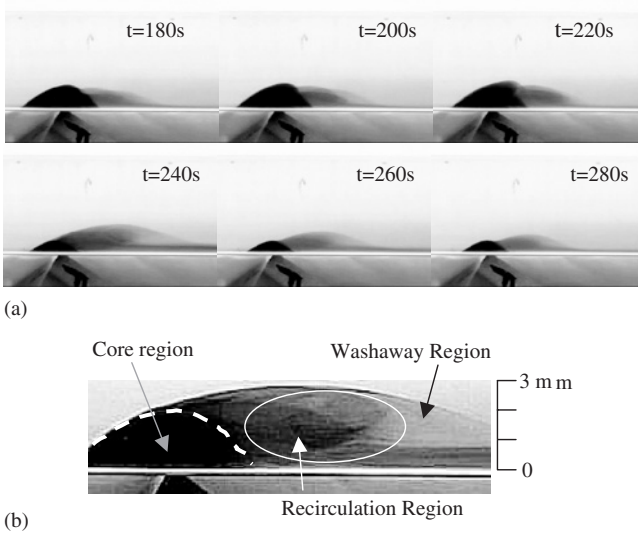 t=180s
t=200s
t=220s
t=240s
t=260s
t=280s
(a)
Core region
Washaway Region
3 m m
0
Recirculation Region
(b)